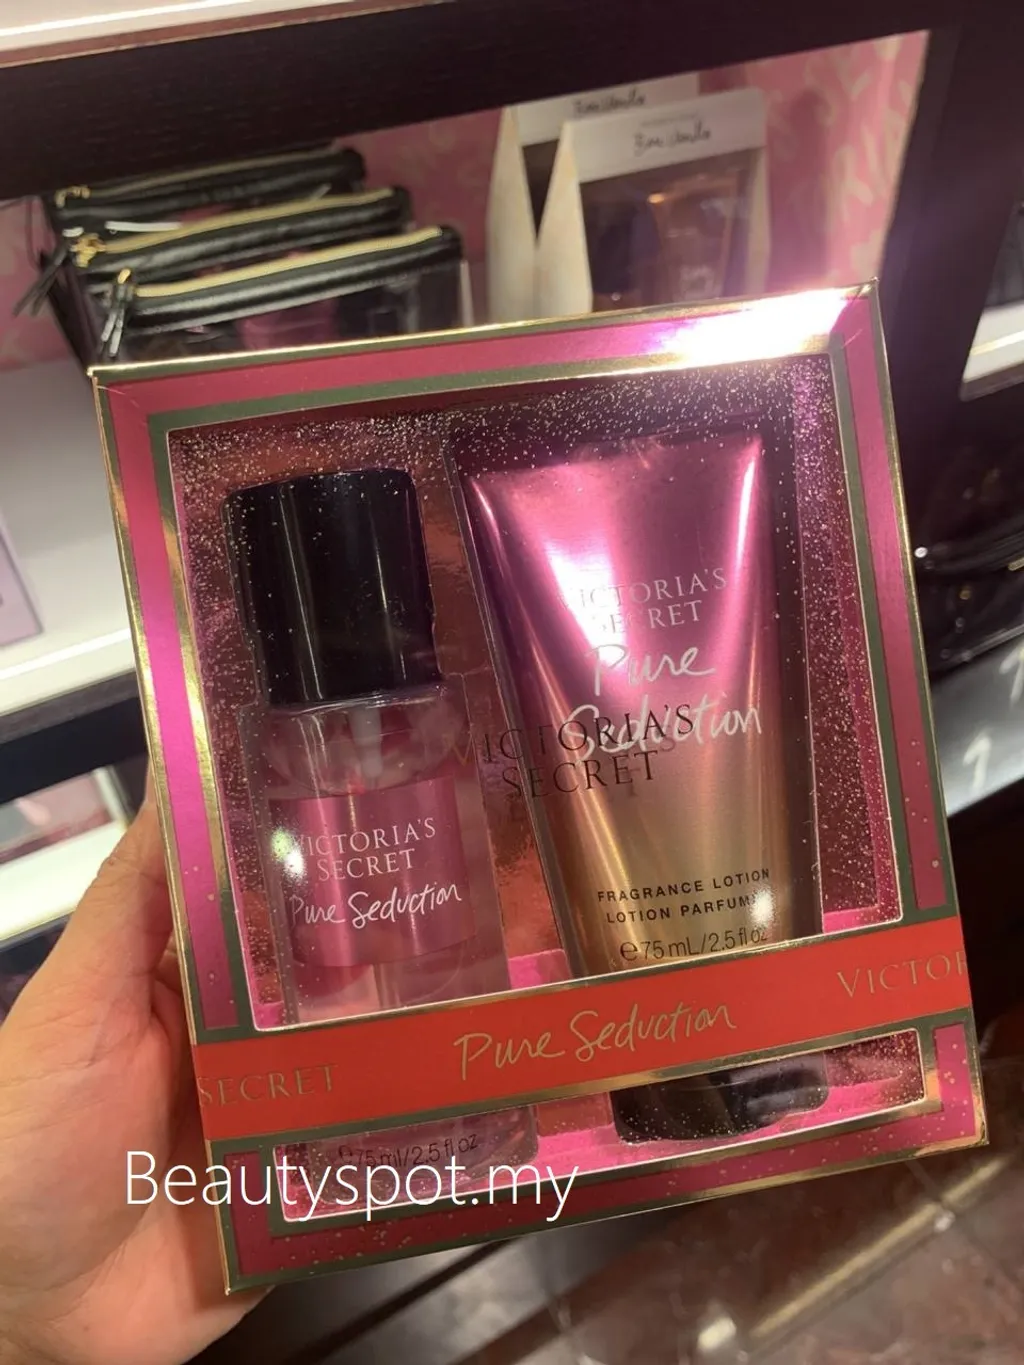 VICTORIA'S
SECRET
Pure
Seduction
VICTORIA'S
SECRET
VICTORIA'S
SECRET
Pure Seduction
FRAGRANCE LOTION
LOTION PARFUMÉE
℮75 mL/2.5 fl oz
SECRET
Pure Seduction
VICTOR
℮75 ml/2.5 fl oz
Beautyspot.my